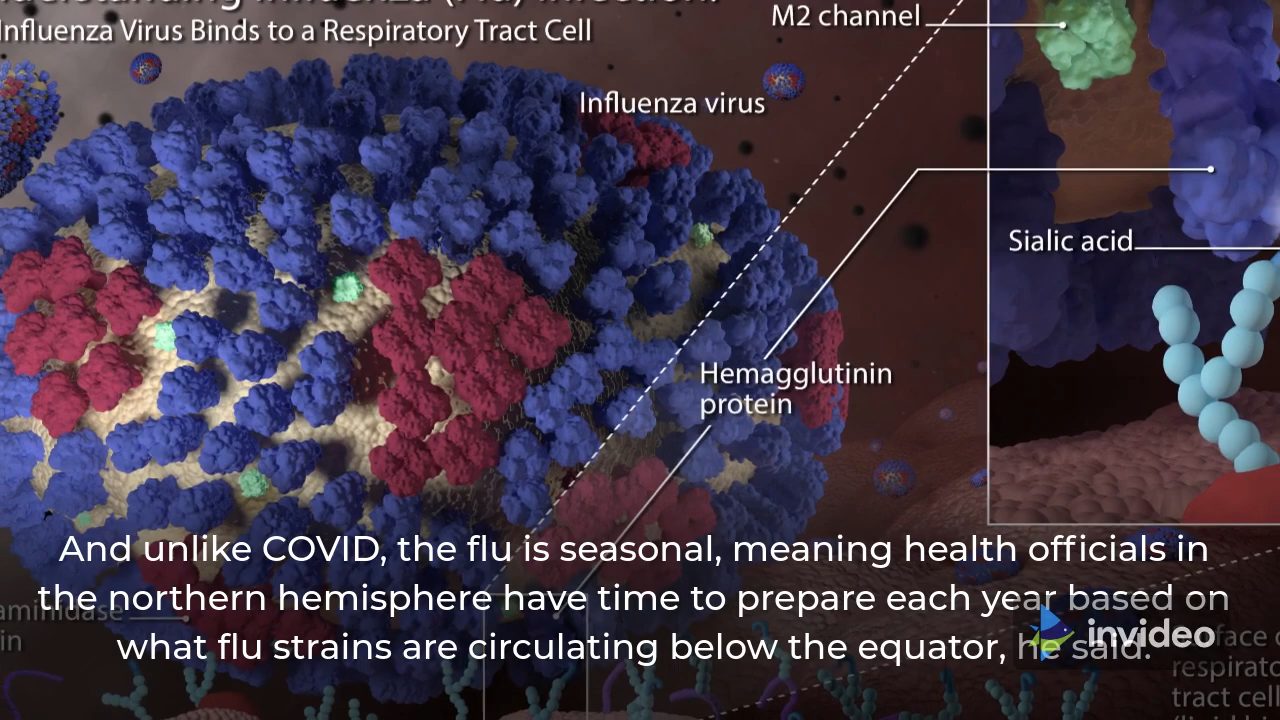 Influenza Virus Binds to a Respiratory Tract Cell
M2 channel
Influenza virus
Sialic acid
Hemagglutinin
protein
And unlike COVID, the flu is seasonal, meaning health officials in
the northern hemisphere have time to prepare each year based on
what flu strains are circulating below the equator, he said.
invideo
tract cell